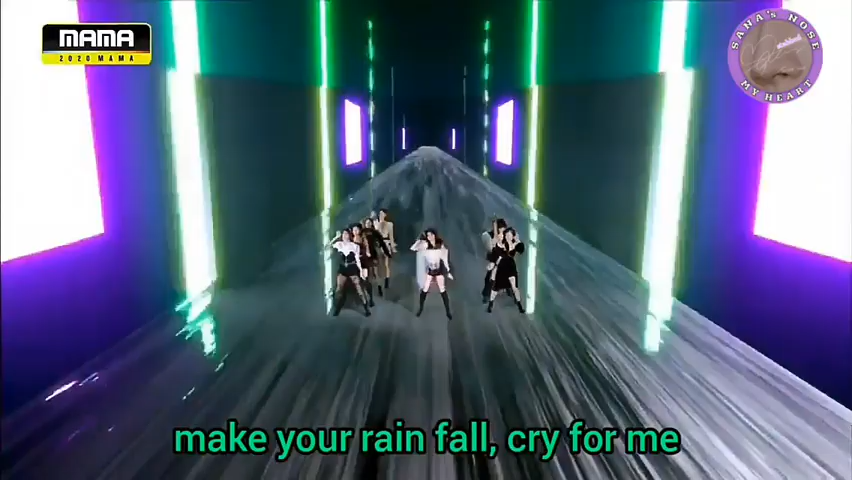 MAMA
2020 MAMA
SANA'S NOSE
MY HEART
make your rain fall, cry for me